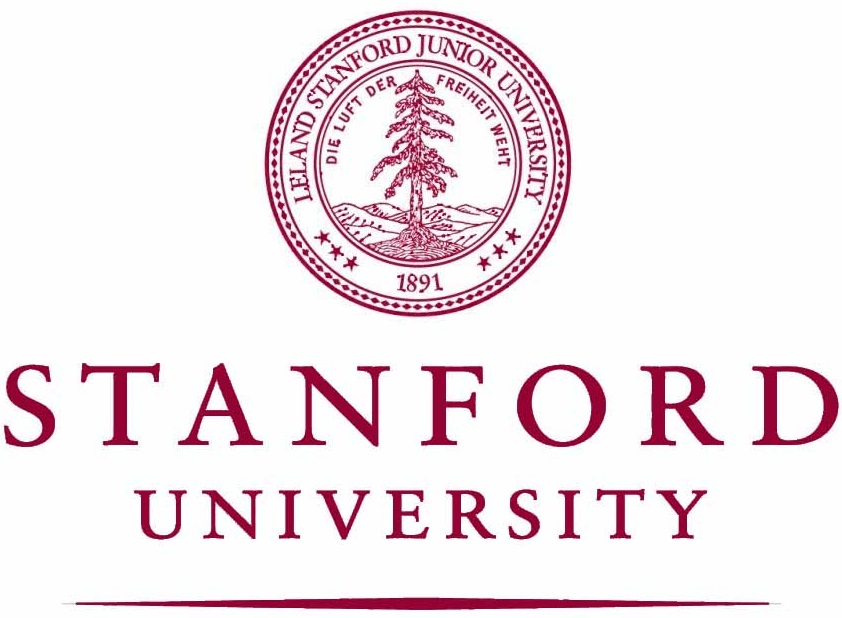 LELAND STANFORD JUNIOR UNIVERSITY
DIE LUFT DER FREIHEIT WEHT
1891
STANFORD
UNIVERSITY